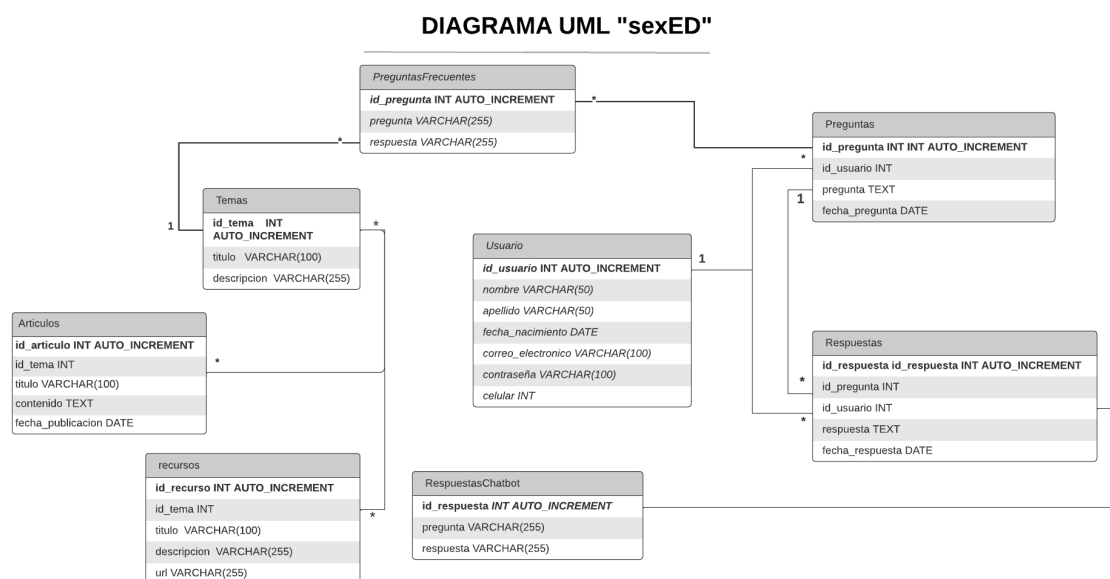 DIAGRAMA UML "sexED"
PreguntasFrecuentes
id_pregunta INT AUTO_INCREMENT
pregunta VARCHAR(255)
respuesta VARCHAR(255)
*
*
1
Temas
id_tema INT
AUTO_INCREMENT
titulo VARCHAR(100)
descripcion VARCHAR(255)
*
Articulos
id_articulo INT AUTO_INCREMENT
id_tema INT
titulo VARCHAR(100)
contenido TEXT
fecha_publicacion DATE
*
recursos
id_recurso INT AUTO_INCREMENT
id_tema INT
titulo VARCHAR(100)
descripcion VARCHAR(255)
url VARCHAR(255)
*
Usuario
id_usuario INT AUTO_INCREMENT
nombre VARCHAR(50)
apellido VARCHAR(50)
fecha_nacimiento DATE
correo_electronico VARCHAR(100)
contraseña VARCHAR(100)
celular INT
1
RespuestasChatbot
id_respuesta INT AUTO_INCREMENT
pregunta VARCHAR(255)
respuesta VARCHAR(255)
Preguntas
id_pregunta INT INT AUTO_INCREMENT
id_usuario INT
pregunta TEXT
fecha_pregunta DATE
*
1
Respuestas
id_respuesta id_respuesta INT AUTO_INCREMENT
id_pregunta INT
id_usuario INT
respuesta TEXT
fecha_respuesta DATE
*
*